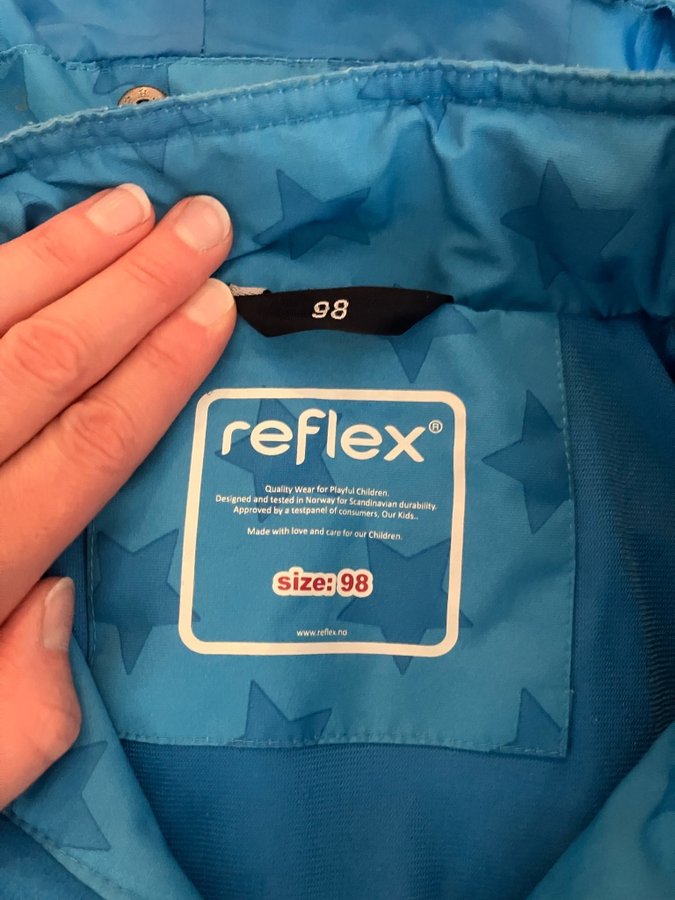 98
reflex®
Quality Wear for Playful Children.
Designed and tested in Norway for Scandinavian durability.
Approved by a testpanel of consumers. Our Kids..
Made with love and care for our Children.
size: 98
www.reflex.no